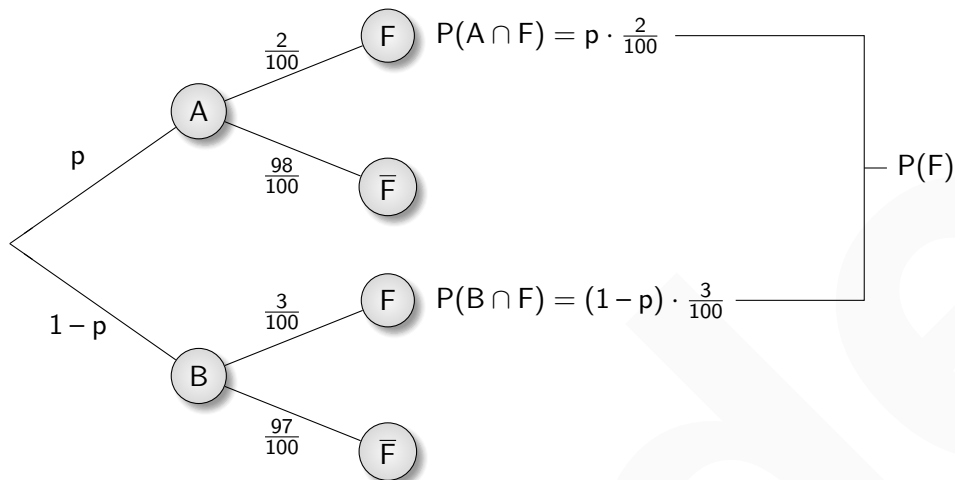 2/100 F P(A ∩ F) = p · 2/100
A
p 98/100 F̅
P(F)
3/100 F P(B ∩ F) = (1 − p) · 3/100
1 − p
B
97/100 F̅